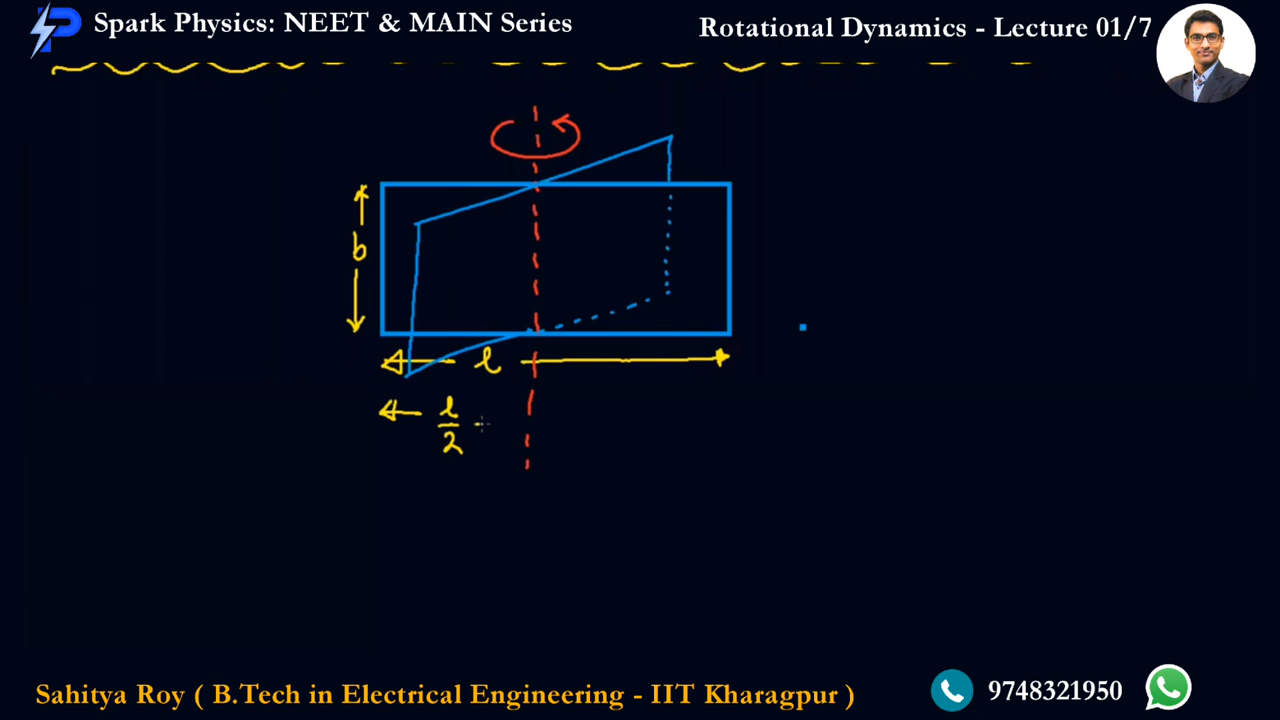 Spark Physics: NEET & MAIN Series
Rotational Dynamics - Lecture 01/7
b
l
l/2
Sahitya Roy ( B.Tech in Electrical Engineering - IIT Kharagpur )
9748321950